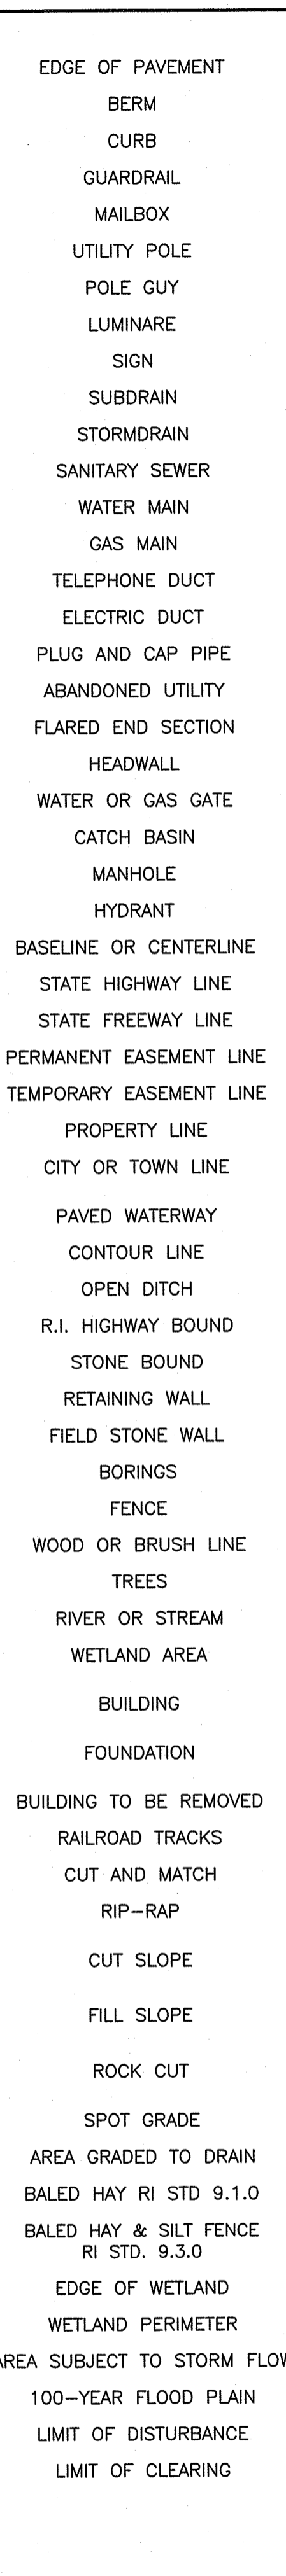 EDGE OF PAVEMENT
BERM
CURB
GUARDRAIL
MAILBOX
UTILITY POLE
POLE GUY
LUMINARE
SIGN
SUBDRAIN
STORMDRAIN
SANITARY SEWER
WATER MAIN
GAS MAIN
TELEPHONE DUCT
ELECTRIC DUCT
PLUG AND CAP PIPE
ABANDONED UTILITY
FLARED END SECTION
HEADWALL
WATER OR GAS GATE
CATCH BASIN
MANHOLE
HYDRANT
BASELINE OR CENTERLINE
STATE HIGHWAY LINE
STATE FREEWAY LINE
PERMANENT EASEMENT LINE
TEMPORARY EASEMENT LINE
PROPERTY LINE
CITY OR TOWN LINE
PAVED WATERWAY
CONTOUR LINE
OPEN DITCH
R.I. HIGHWAY BOUND
STONE BOUND
RETAINING WALL
FIELD STONE WALL
BORINGS
FENCE
WOOD OR BRUSH LINE
TREES
RIVER OR STREAM
WETLAND AREA
BUILDING
FOUNDATION
BUILDING TO BE REMOVED
RAILROAD TRACKS
CUT AND MATCH
RIP-RAP
CUT SLOPE
FILL SLOPE
ROCK CUT
SPOT GRADE
AREA GRADED TO DRAIN
BALED HAY RI STD 9.1.0
BALED HAY & SILT FENCE
RI STD. 9.3.0
EDGE OF WETLAND
WETLAND PERIMETER
AREA SUBJECT TO STORM FLOW
100-YEAR FLOOD PLAIN
LIMIT OF DISTURBANCE
LIMIT OF CLEARING